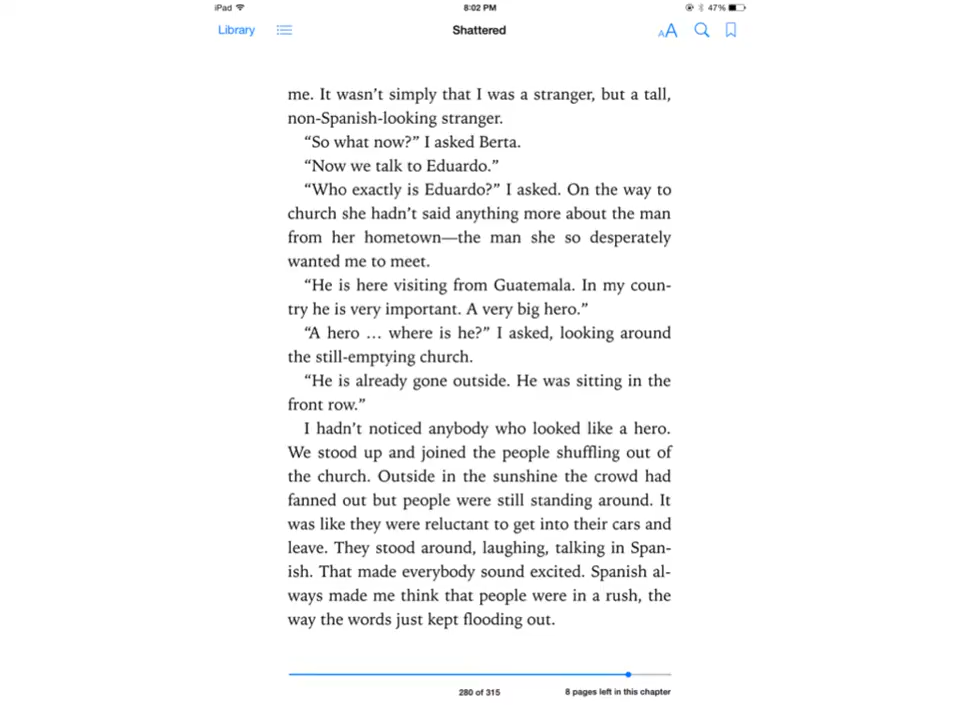 iPad 8:02 PM 47%
Library Shattered AA
me. It wasn’t simply that I was a stranger, but a tall,
non-Spanish-looking stranger.
“So what now?” I asked Berta.
“Now we talk to Eduardo.”
“Who exactly is Eduardo?” I asked. On the way to
church she hadn’t said anything more about the man
from her hometown—the man she so desperately
wanted me to meet.
“He is here visiting from Guatemala. In my coun-
try he is very important. A very big hero.”
“A hero … where is he?” I asked, looking around
the still-emptying church.
“He is already gone outside. He was sitting in the
front row.”
I hadn’t noticed anybody who looked like a hero.
We stood up and joined the people shuffling out of
the church. Outside in the sunshine the crowd had
fanned out but people were still standing around. It
was like they were reluctant to get into their cars and
leave. They stood around, laughing, talking in Span-
ish. That made everybody sound excited. Spanish al-
ways made me think that people were in a rush, the
way the words just kept flooding out.
280 of 315 8 pages left in this chapter